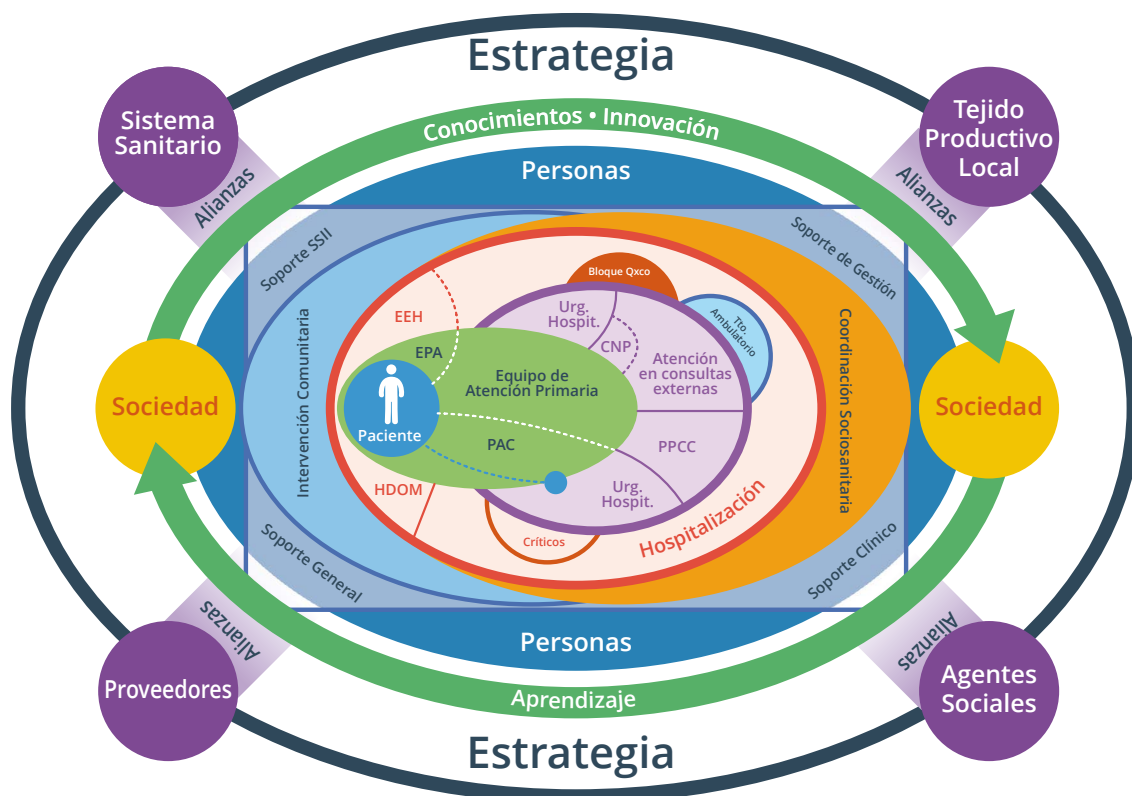 Estrategia
Sistema
Sanitario
Tejido
Productivo
Local
Conocimientos • Innovación
Alianzas
Alianzas
Personas
Soporte SSII
Soporte de Gestión
Bloque Qxco
Tto.
Ambulatorio
Urg.
Hospit.
EEH
CNP
EPA
Atención
en consultas
externas
Equipo de
Atención Primaria
Intervención Comunitaria
Coordinación Sociosanitaria
Sociedad
Sociedad
Paciente
PAC
PPCC
HDOM
Urg.
Hospit.
Críticos
Hospitalización
Soporte General
Soporte Clínico
Personas
Alianzas
Alianzas
Proveedores
Agentes
Sociales
Aprendizaje
Estrategia